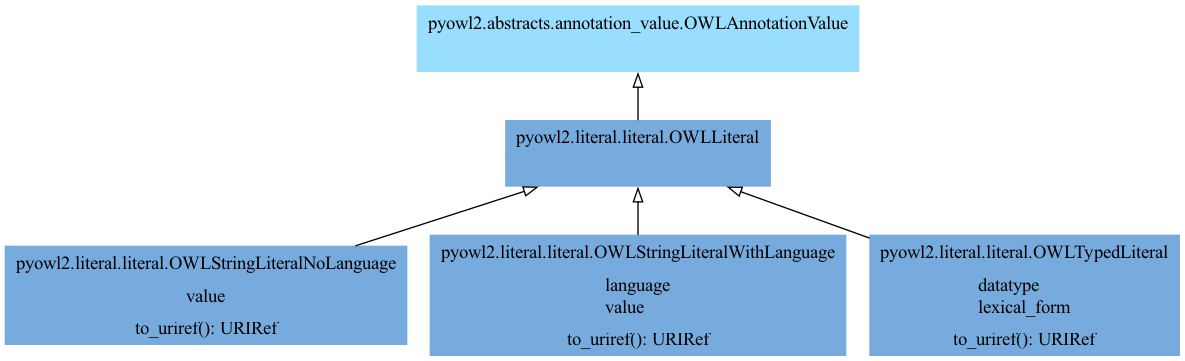 pyowl2.abstracts.annotation_value.OWLAnnotationValue
pyowl2.literal.literal.OWLLiteral
pyowl2.literal.literal.OWLStringLiteralNoLanguage
value
to_uriref(): URIRef
pyowl2.literal.literal.OWLStringLiteralWithLanguage
language
value
to_uriref(): URIRef
pyowl2.literal.literal.OWLTypedLiteral
datatype
lexical_form
to_uriref(): URIRef